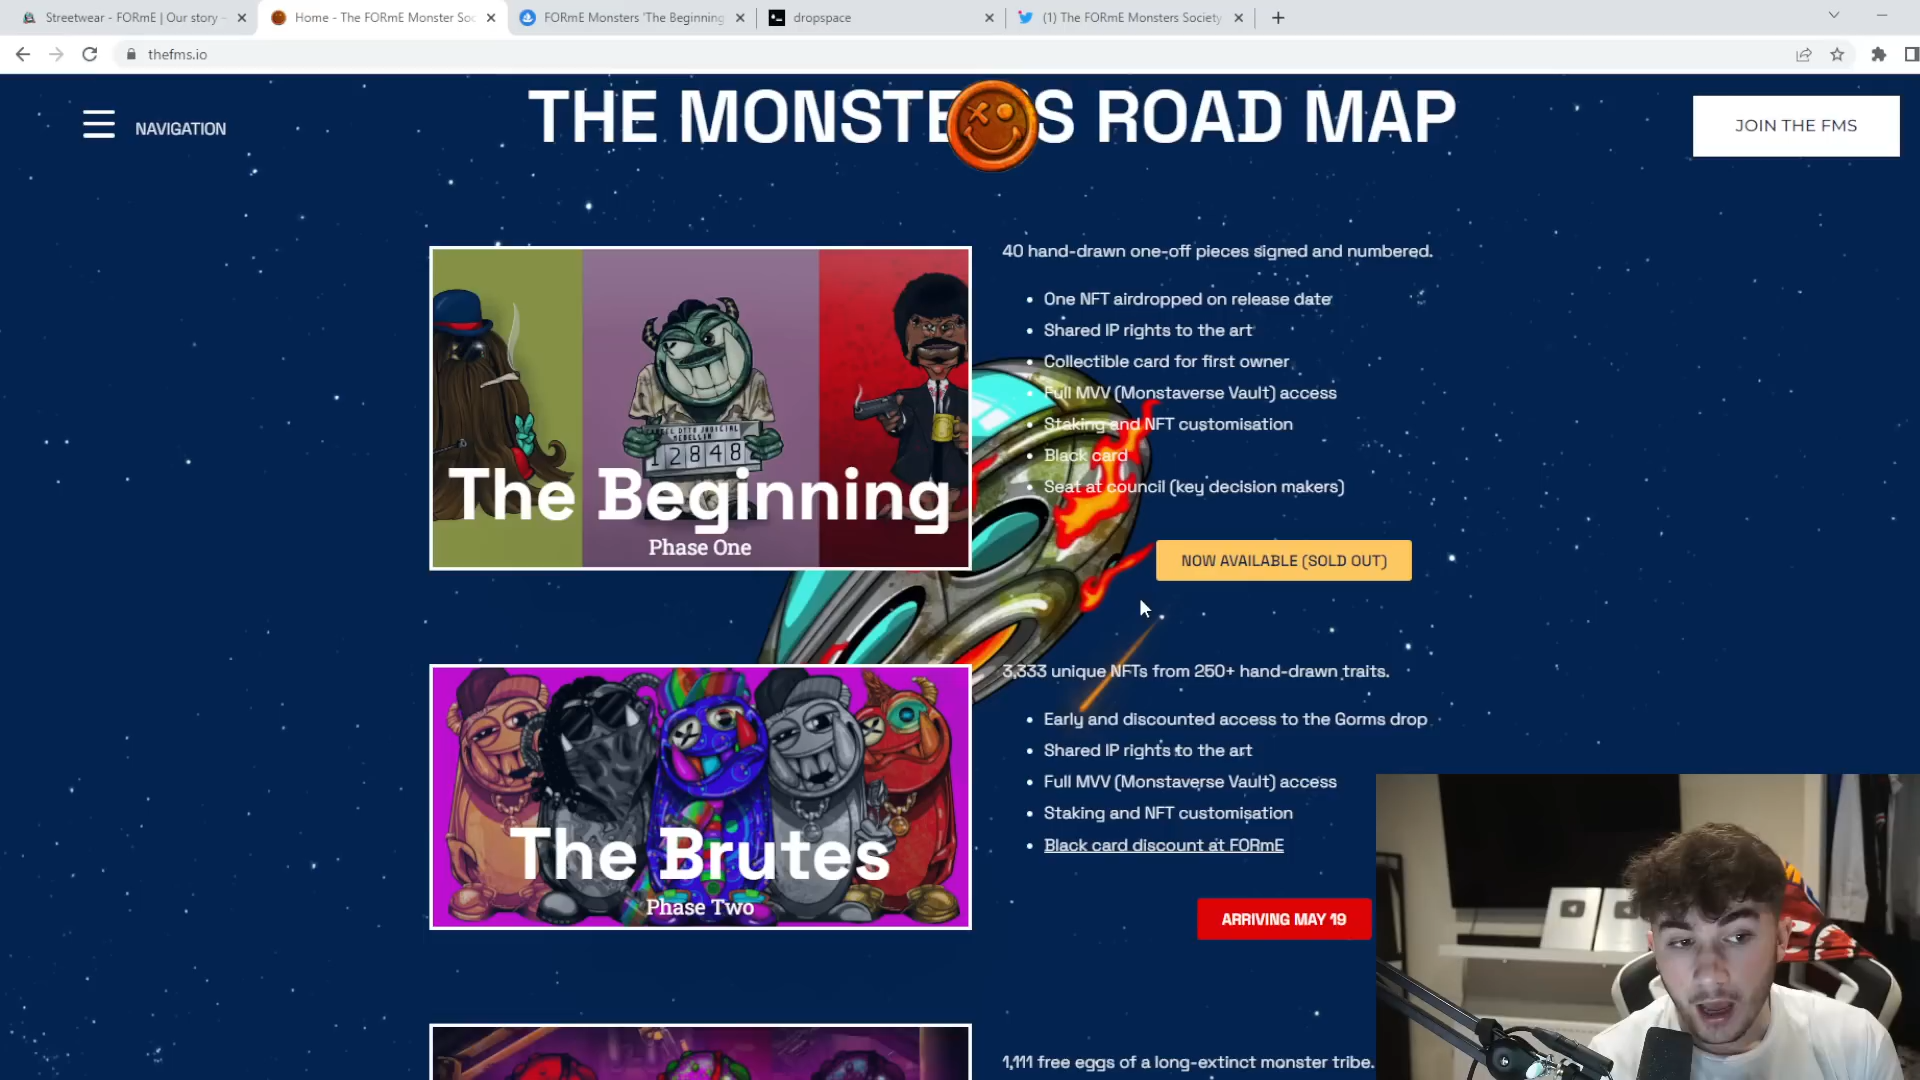 Streetwear - FORmE | Our story -
Home - The FORmE Monster Soc
FORmE Monsters 'The Beginning
dropspace
(1) The FORmE Monsters Society
thefms.io
NAVIGATION
THE MONSTE S ROAD MAP
JOIN THE FMS
40 hand-drawn one-off pieces signed and numbered.
• One NFT airdropped on release date
• Shared IP rights to the art
• Collectible card for first owner
• Full MVV (Monstaverse Vault) access
• Staking and NFT customisation
• Black card
• Seat at council (key decision makers)
12848
The Beginning
Phase One
NOW AVAILABLE (SOLD OUT)
3,333 unique NFTs from 250+ hand-drawn traits.
• Early and discounted access to the Gorms drop
• Shared IP rights to the art
• Full MVV (Monstaverse Vault) access
• Staking and NFT customisation
• Black card discount at FORmE
The Brutes
Phase Two
ARRIVING MAY 19
1,111 free eggs of a long-extinct monster tribe.